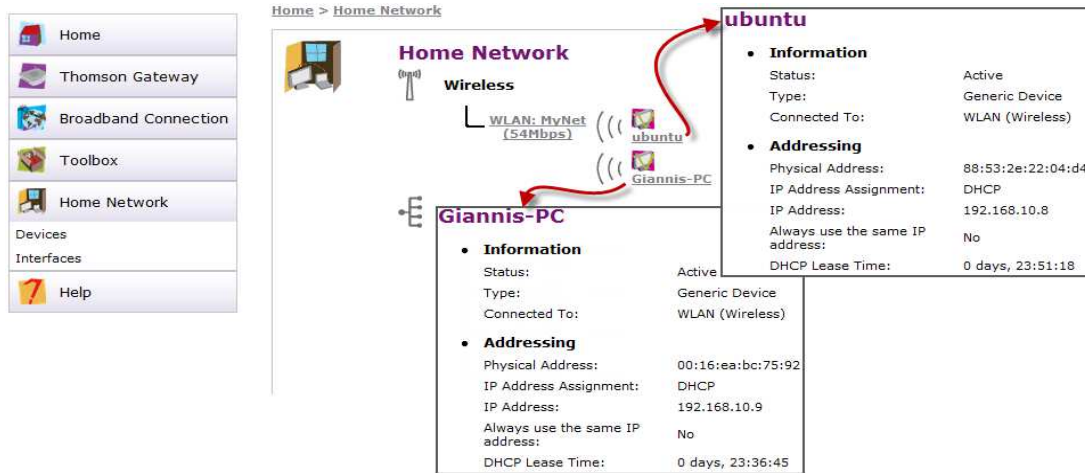 Home > Home Network
Home
Thomson Gateway
Broadband Connection
Toolbox
Home Network
Devices
Interfaces
Help
Home Network
Wireless
WLAN: MyNet
(54Mbps)
ubuntu
Giannis-PC
ubuntu
• Information
Status: Active
Type: Generic Device
Connected To: WLAN (Wireless)
• Addressing
Physical Address: 88:53:2e:22:04:d4
IP Address Assignment: DHCP
IP Address: 192.168.10.8
Always use the same IP
address: No
DHCP Lease Time: 0 days, 23:51:18
Giannis-PC
• Information
Status: Active
Type: Generic Device
Connected To: WLAN (Wireless)
• Addressing
Physical Address: 00:16:ea:bc:75:92
IP Address Assignment: DHCP
IP Address: 192.168.10.9
Always use the same IP
address: No
DHCP Lease Time: 0 days, 23:36:45